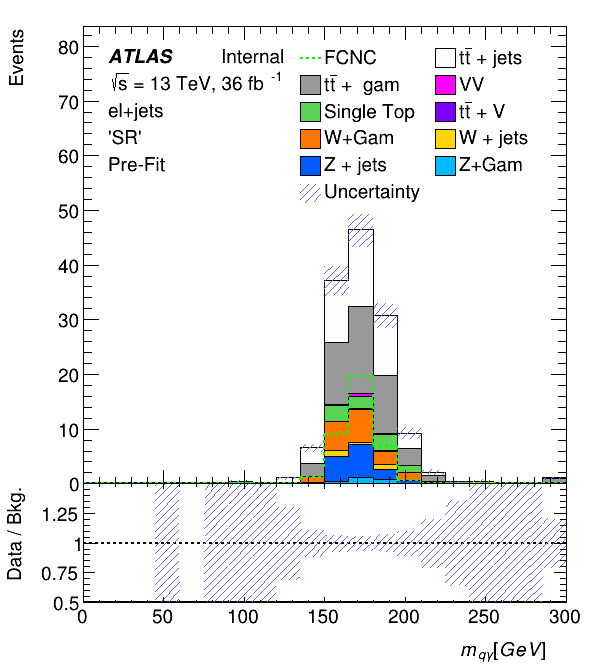 Events
80
70
60
50
40
30
20
10
0
ATLAS Internal
√s = 13 TeV, 36 fb -1
el+jets
'SR'
Pre-Fit
FCNC
tt̄ + gam
Single Top
W+Gam
Z + jets
Uncertainty
tt̄ + jets
VV
tt̄ + V
W + jets
Z+Gam
Data / Bkg.
1.25
1
0.75
0.5
0 50 100 150 200 250 300
mqγ[GeV]